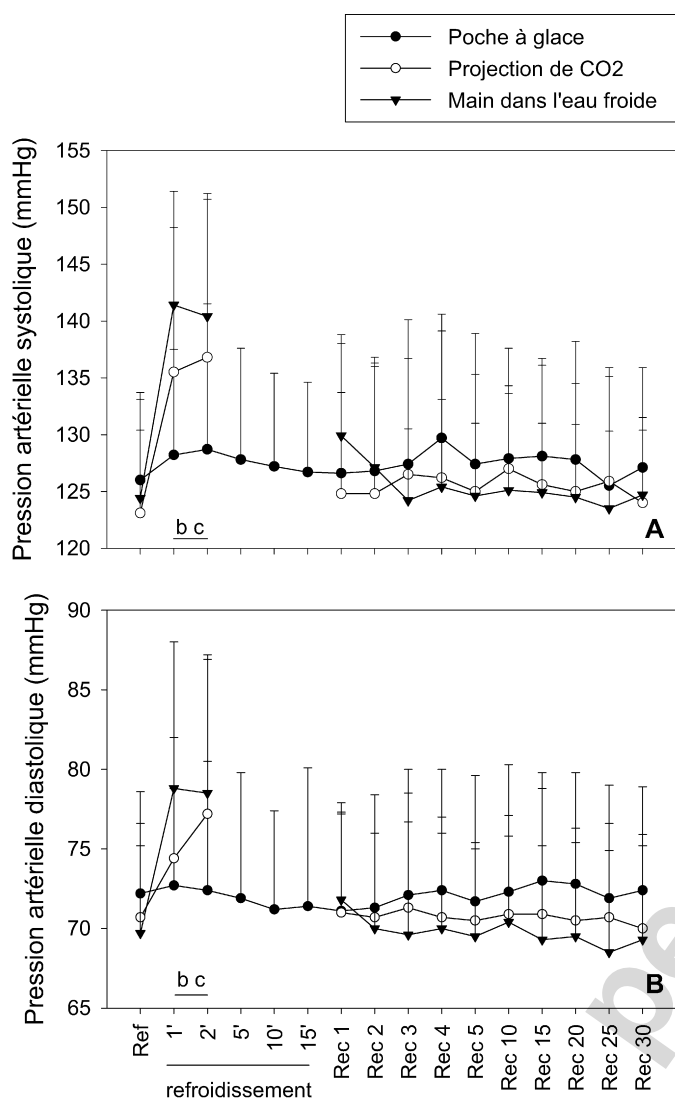 Poche à glace
Projection de CO2
Main dans l'eau froide
Pression artérielle systolique (mmHg)
155
150
145
140
135
130
125
120
b c
A
Pression artérielle diastolique (mmHg)
90
85
80
75
70
65
b c
B
pe
Ref
1'
2'
5'
10'
15'
Rec 1
Rec 2
Rec 3
Rec 4
Rec 5
Rec 10
Rec 15
Rec 20
Rec 25
Rec 30
refroidissement